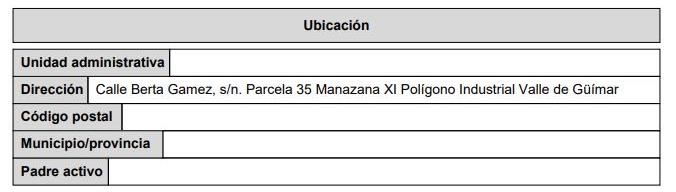 Ubicación
Unidad administrativa
Dirección Calle Berta Gamez, s/n. Parcela 35 Manazana XI Polígono Industrial Valle de Güímar
Código postal
Municipio/provincia
Padre activo